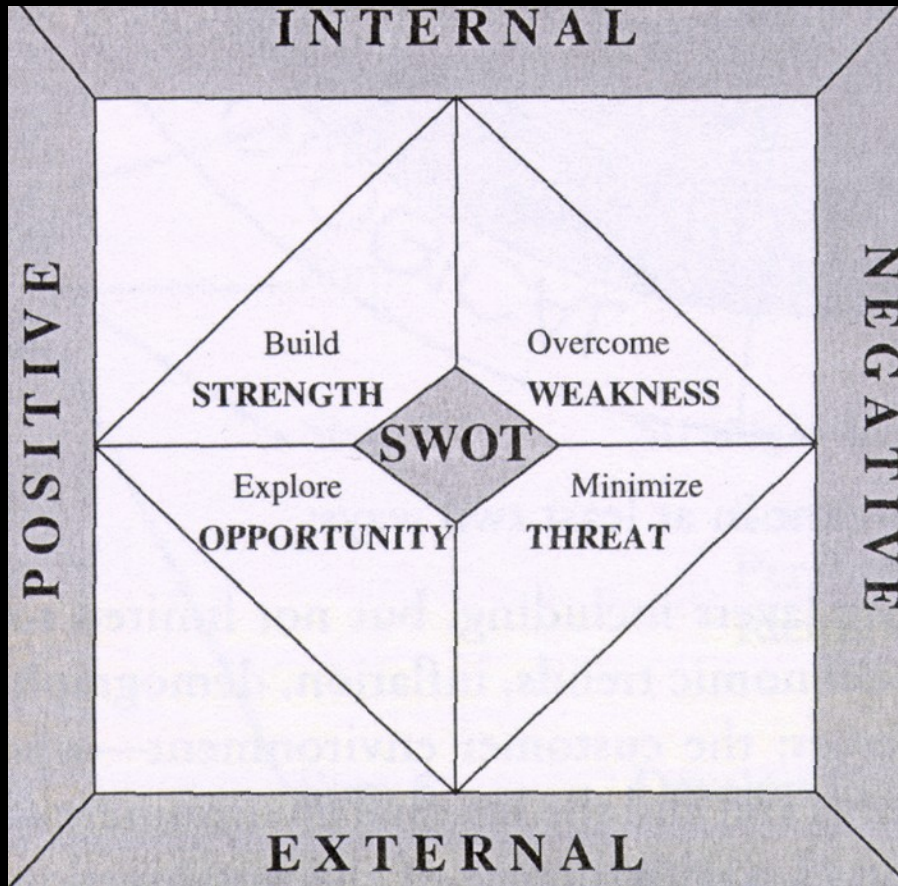 INTERNAL
POSITIVE
NEGATIVE
Build
STRENGTH
Overcome
WEAKNESS
SWOT
Explore
OPPORTUNITY
Minimize
THREAT
EXTERNAL